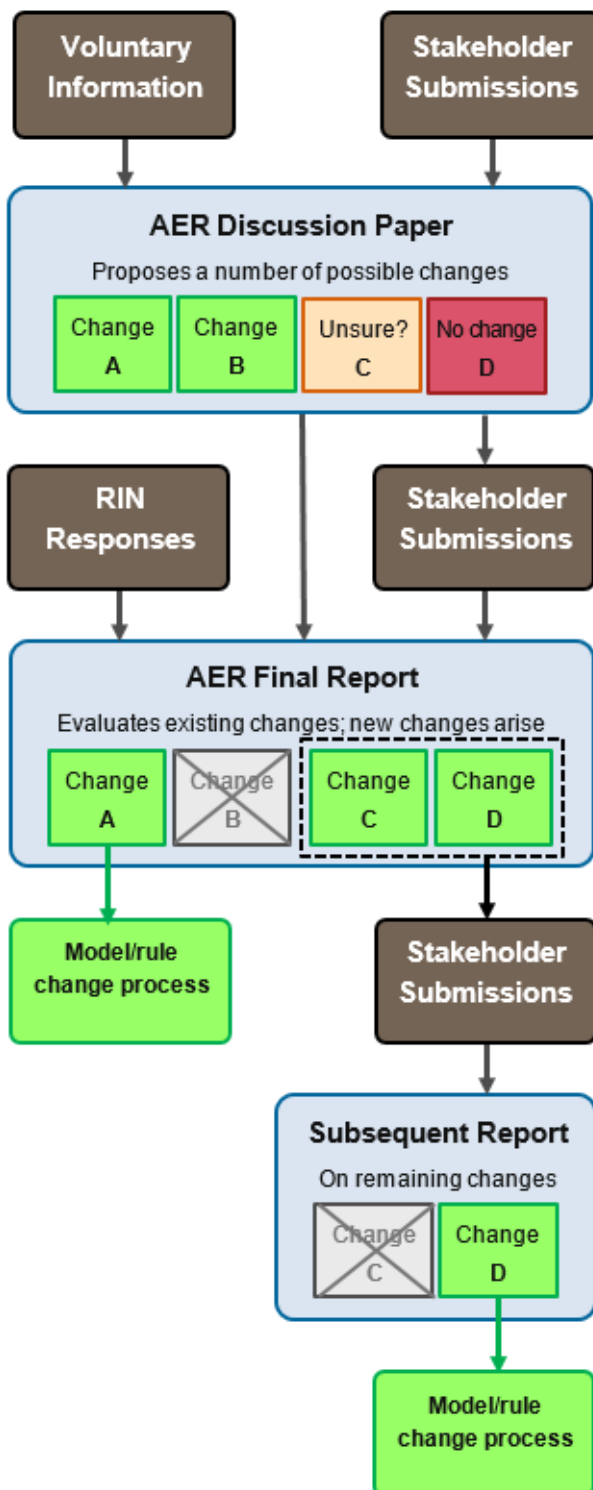 Voluntary
Information
Stakeholder
Submissions
AER Discussion Paper
Proposes a number of possible changes
Change
A
Change
B
Unsure?
C
No change
D
RIN
Responses
Stakeholder
Submissions
AER Final Report
Evaluates existing changes; new changes arise
Change
A
Change
B
Change
C
Change
D
Model/rule
change process
Stakeholder
Submissions
Subsequent Report
On remaining changes
Change
C
Change
D
Model/rule
change process